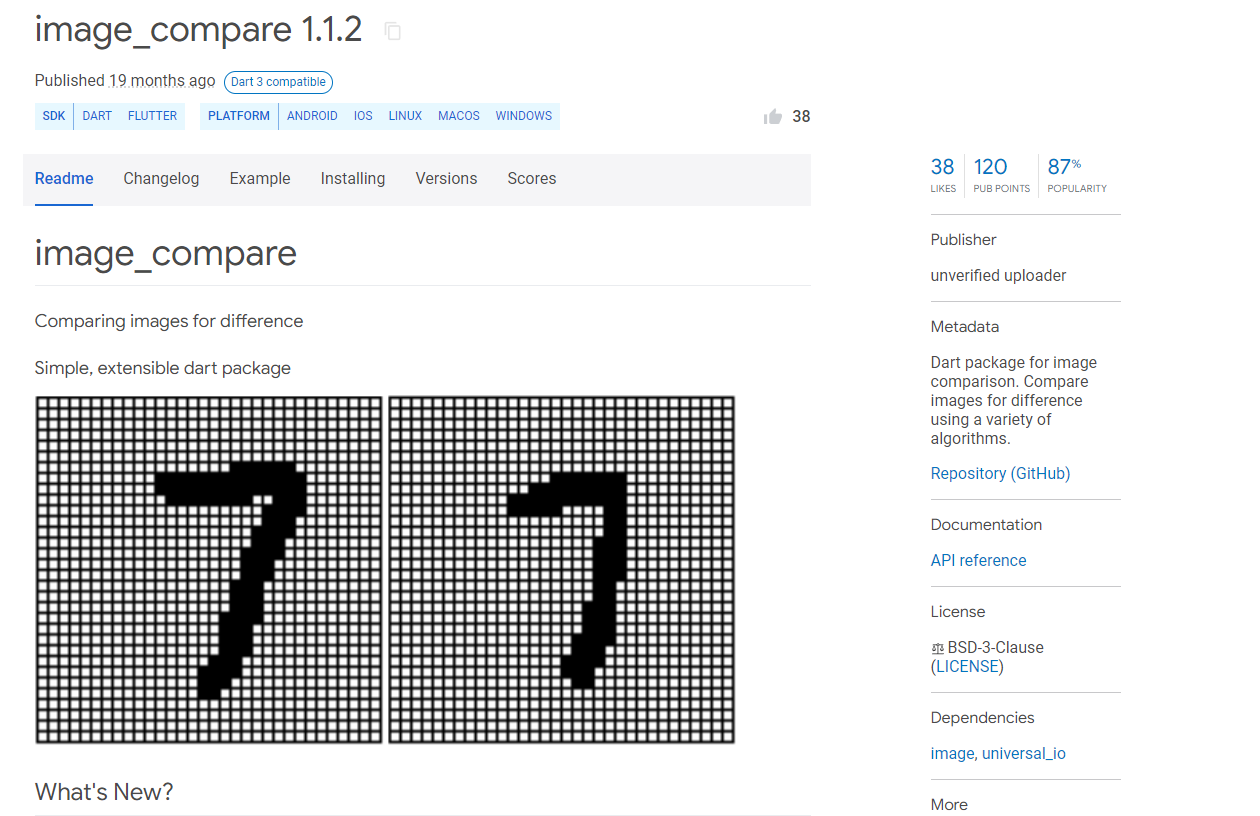 image_compare 1.1.2
Published 19 months ago Dart 3 compatible
SDK DART FLUTTER PLATFORM ANDROID IOS LINUX MACOS WINDOWS
38
Readme Changelog Example Installing Versions Scores
image_compare
Comparing images for difference
Simple, extensible dart package
What's New?
38 120 87%
LIKES PUB POINTS POPULARITY
Publisher
unverified uploader
Metadata
Dart package for image
comparison. Compare
images for difference
using a variety of
algorithms.
Repository (GitHub)
Documentation
API reference
License
BSD-3-Clause
(LICENSE)
Dependencies
image, universal_io
More